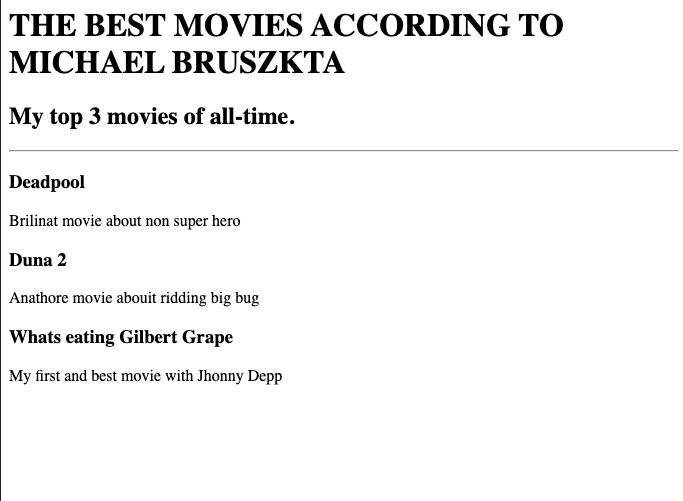 THE BEST MOVIES ACCORDING TO
MICHAEL BRUSZKTA
My top 3 movies of all-time.
Deadpool
Brilinat movie about non super hero
Duna 2
Anathore movie abouit ridding big bug
Whats eating Gilbert Grape
My first and best movie with Jhonny Depp